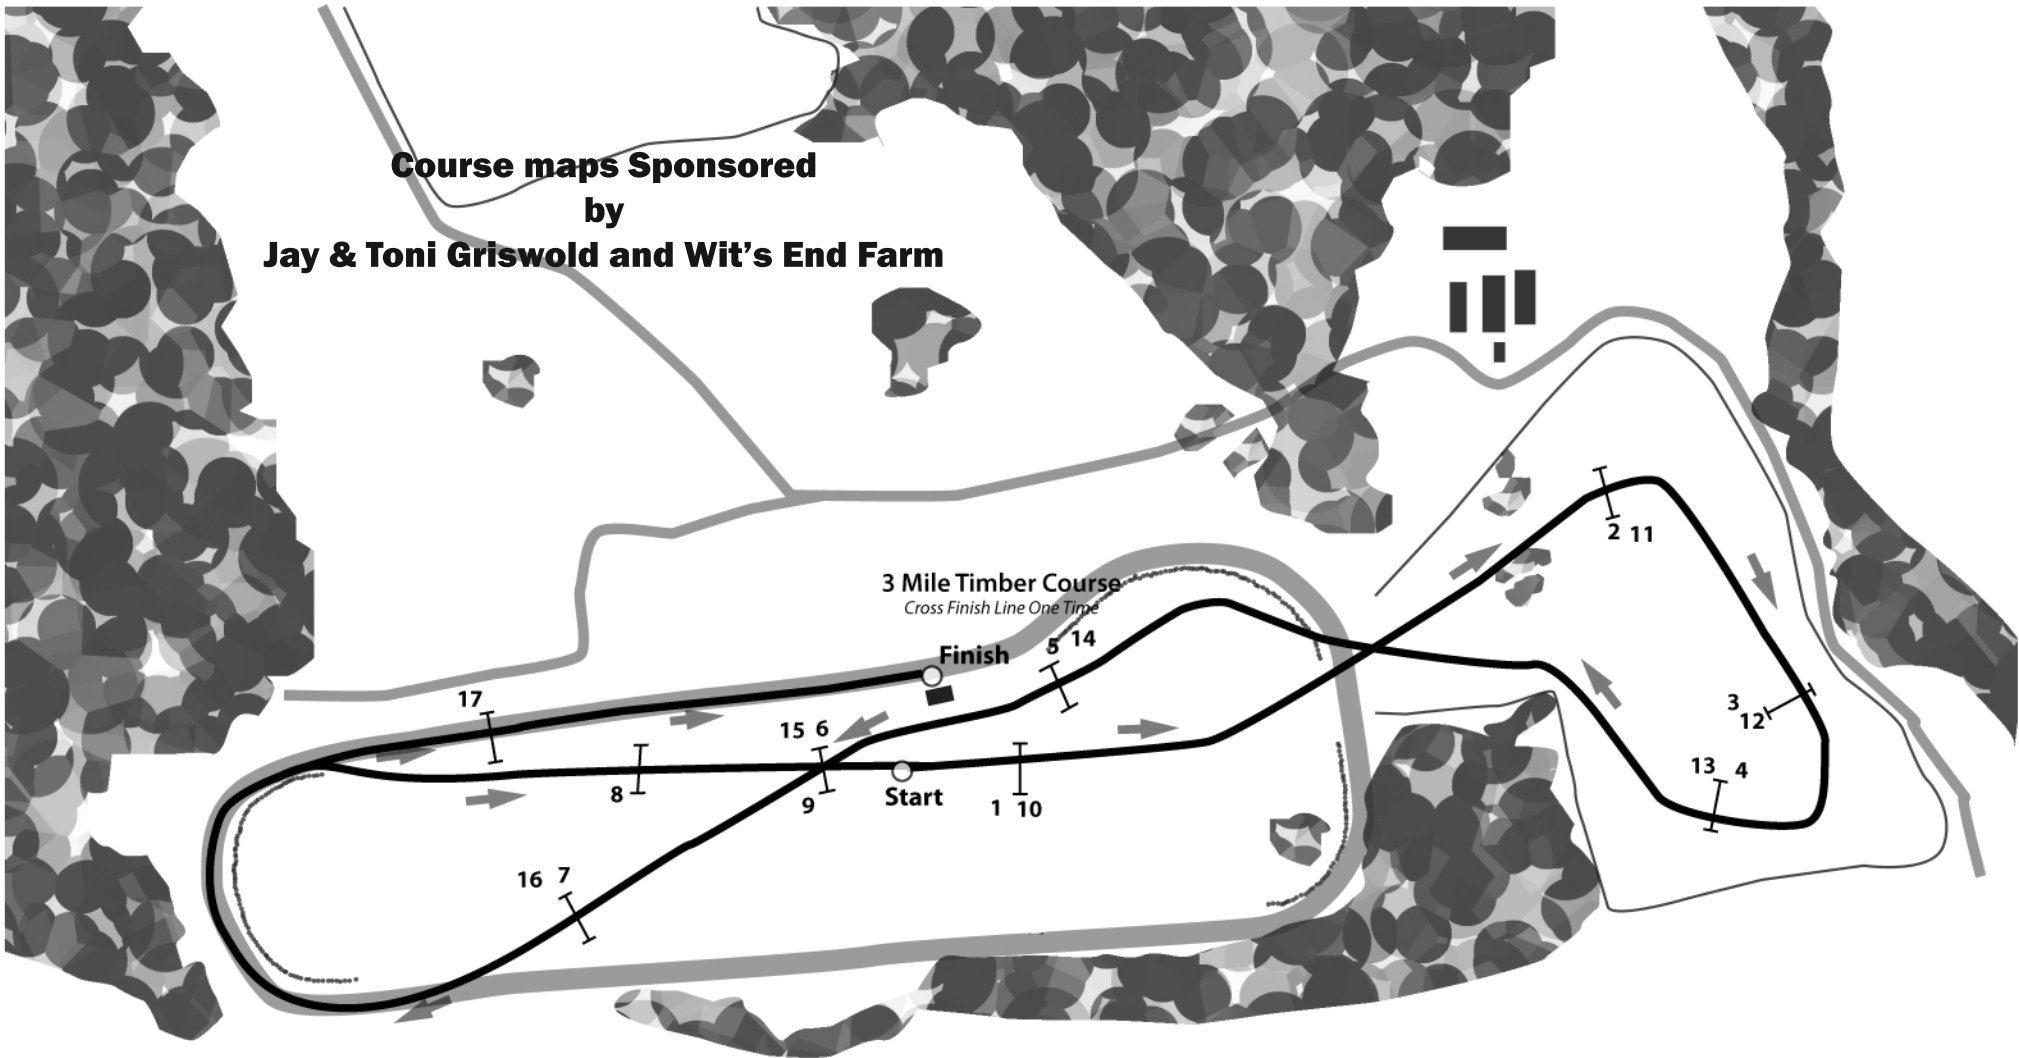 Course maps Sponsored
by
Jay & Toni Griswold and Wit's End Farm
3 Mile Timber Course
Cross Finish Line One Time
2 11
5 14
Finish
17
3
12
15 6
13 4
8
9
Start
1 10
16 7